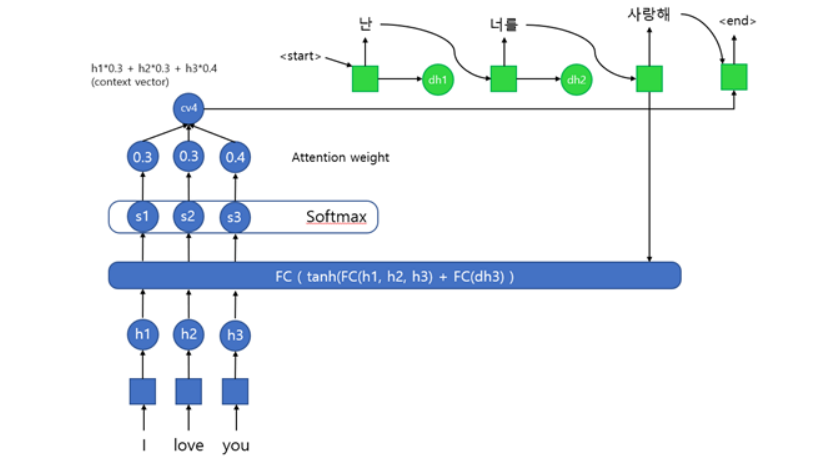 난
너를
사랑해
<end>
<start>
dh1
dh2
h1*0.3 + h2*0.3 + h3*0.4
(context vector)
cv4
0.3
0.3
0.4
Attention weight
s1
s2
s3
Softmax
FC ( tanh(FC(h1, h2, h3) + FC(dh3) )
h1
h2
h3
I
love
you